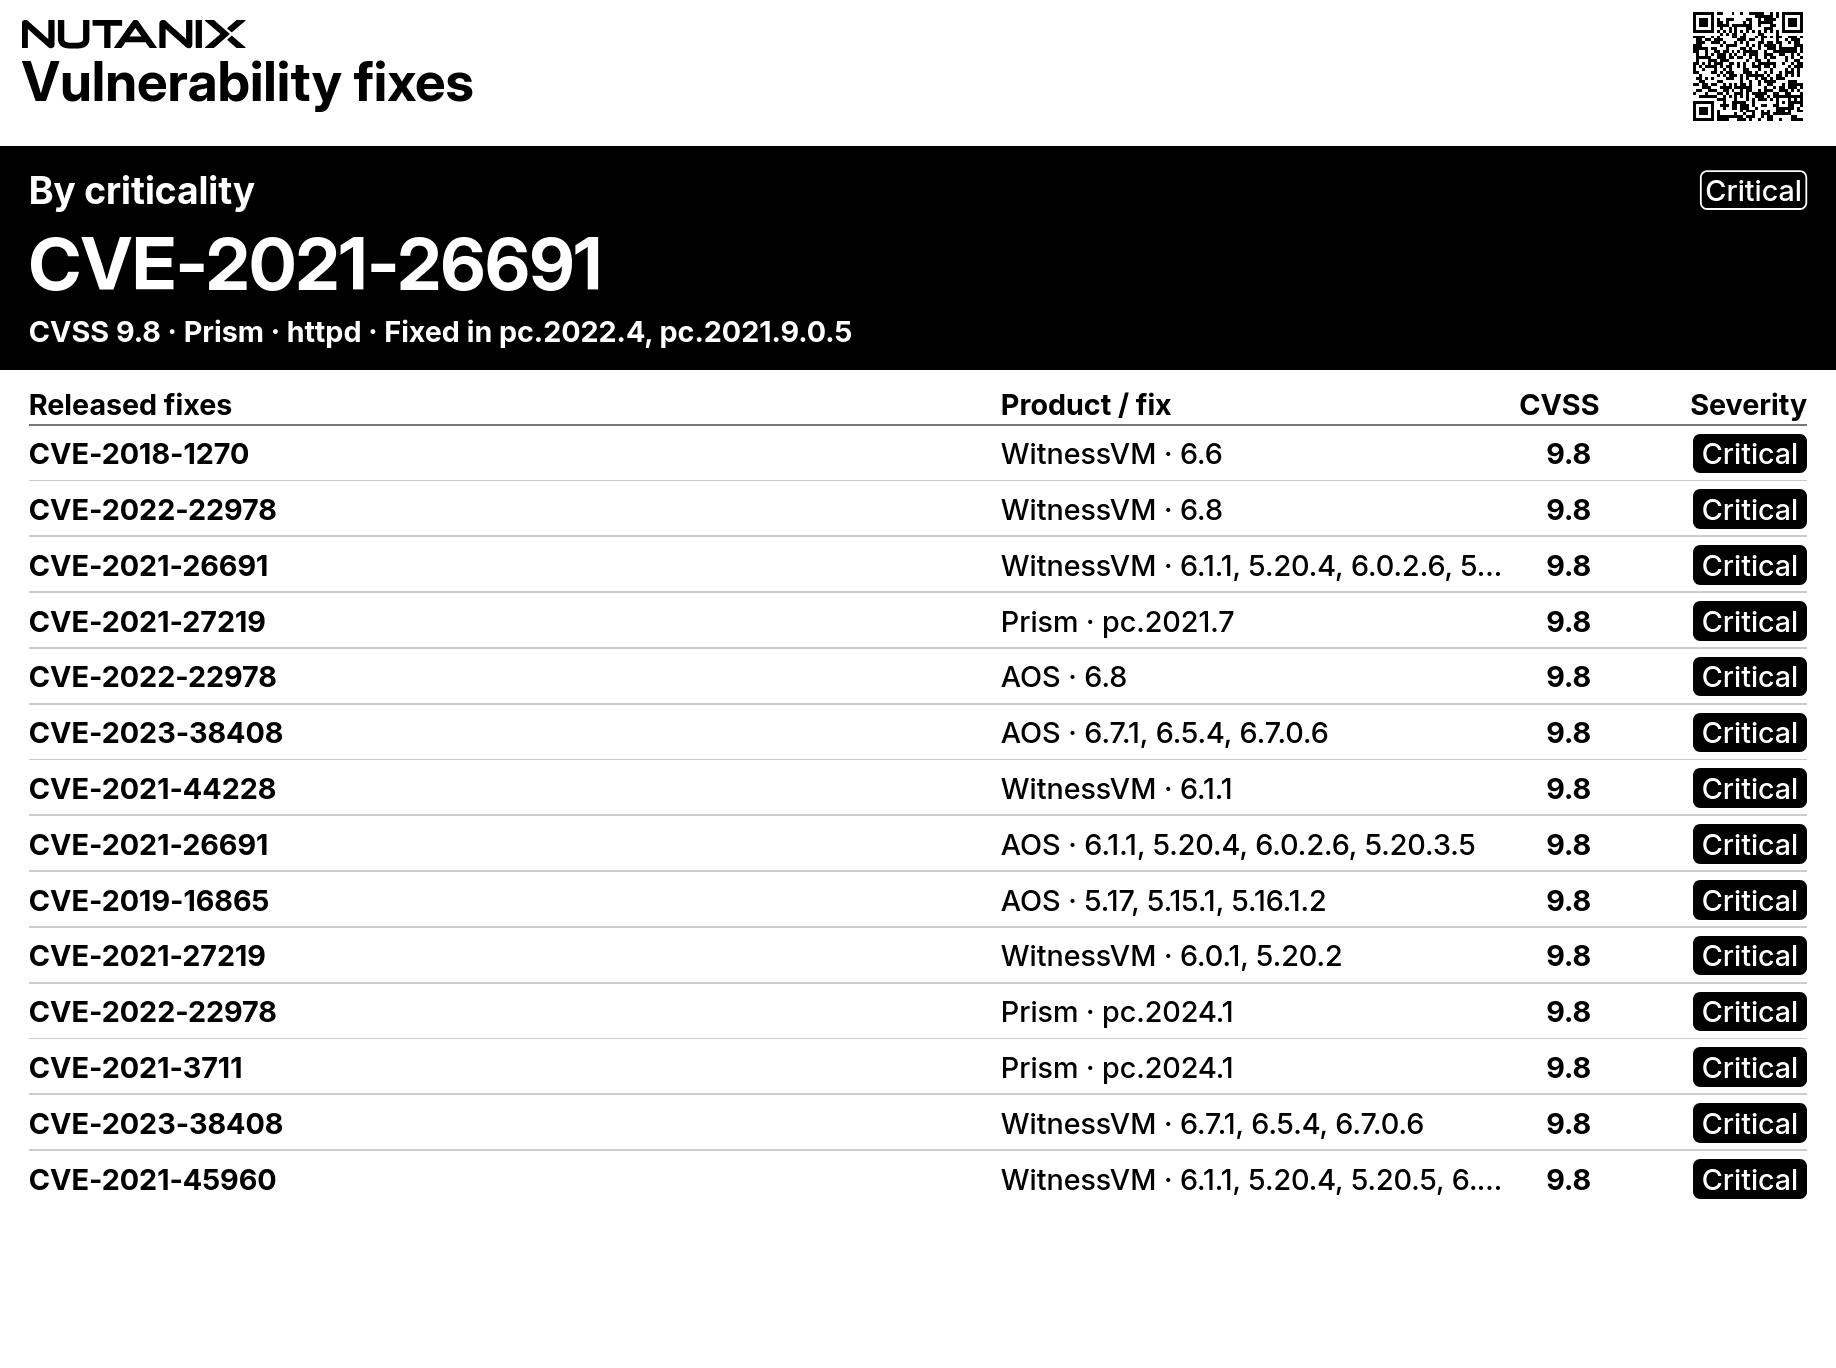 NUTANIX
Vulnerability fixes
By criticality Critical
CVE-2021-26691
CVSS 9.8 · Prism · httpd · Fixed in pc.2022.4, pc.2021.9.0.5
Released fixes Product / fix CVSS Severity
CVE-2018-1270 WitnessVM · 6.6 9.8 Critical
CVE-2022-22978 WitnessVM · 6.8 9.8 Critical
CVE-2021-26691 WitnessVM · 6.1.1, 5.20.4, 6.0.2.6, 5... 9.8 Critical
CVE-2021-27219 Prism · pc.2021.7 9.8 Critical
CVE-2022-22978 AOS · 6.8 9.8 Critical
CVE-2023-38408 AOS · 6.7.1, 6.5.4, 6.7.0.6 9.8 Critical
CVE-2021-44228 WitnessVM · 6.1.1 9.8 Critical
CVE-2021-26691 AOS · 6.1.1, 5.20.4, 6.0.2.6, 5.20.3.5 9.8 Critical
CVE-2019-16865 AOS · 5.17, 5.15.1, 5.16.1.2 9.8 Critical
CVE-2021-27219 WitnessVM · 6.0.1, 5.20.2 9.8 Critical
CVE-2022-22978 Prism · pc.2024.1 9.8 Critical
CVE-2021-3711 Prism · pc.2024.1 9.8 Critical
CVE-2023-38408 WitnessVM · 6.7.1, 6.5.4, 6.7.0.6 9.8 Critical
CVE-2021-45960 WitnessVM · 6.1.1, 5.20.4, 5.20.5, 6.... 9.8 Critical